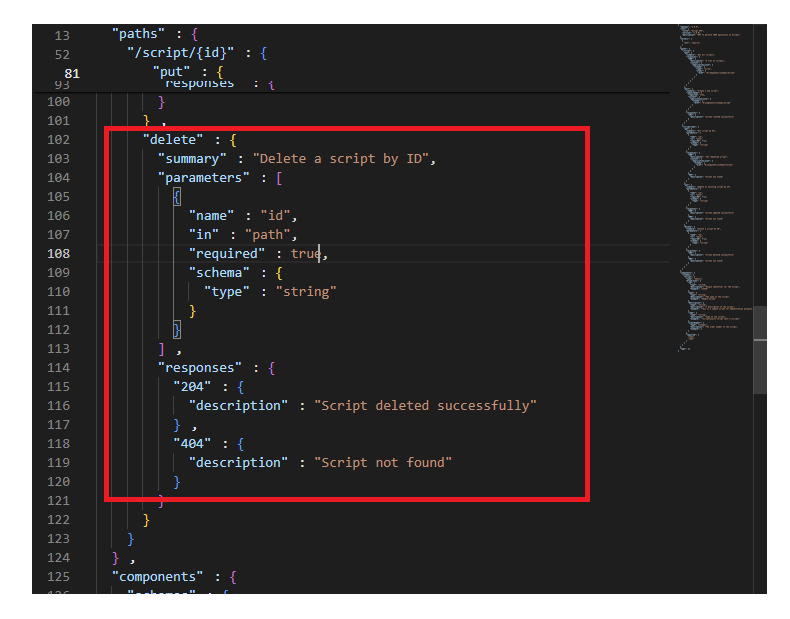 13 "paths" : {
52 "/script/{id}" : {
81 "put" : {
93 "responses" : {
100 }
101 } ,
102 "delete" : {
103 "summary" : "Delete a script by ID",
104 "parameters" : [
105 {
106 "name" : "id",
107 "in" : "path",
108 "required" : true,
109 "schema" : {
110 "type" : "string"
111 }
112 }
113 ] ,
114 "responses" : {
115 "204" : {
116 "description" : "Script deleted successfully"
117 } ,
118 "404" : {
119 "description" : "Script not found"
120 }
121 }
122 }
123 }
124 } ,
125 "components" : {
126 "schemas" : {